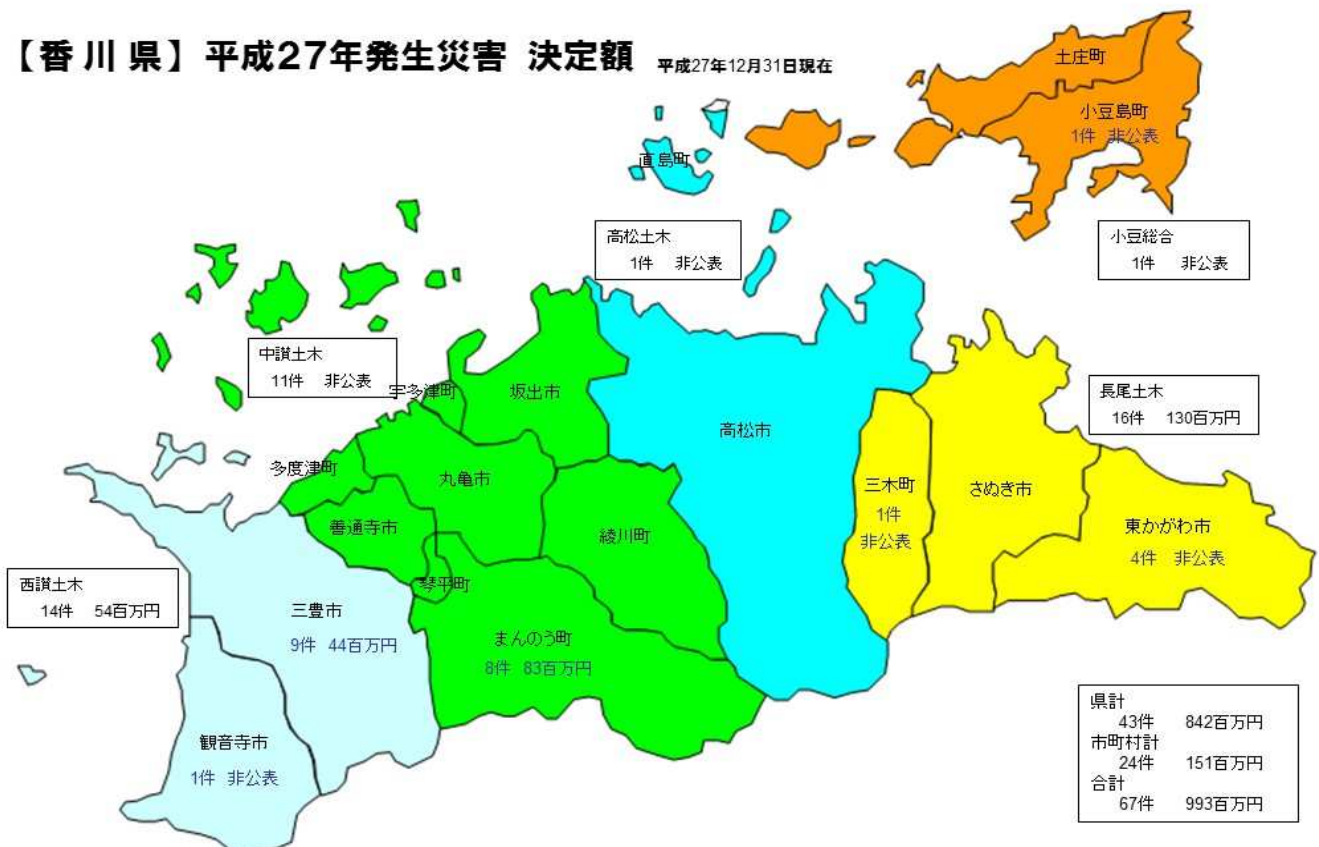 【香川県】平成27年発生災害 決定額 平成27年12月31日現在
土庄町
小豆島町
1件 非公表
直島町
高松土木
1件 非公表
小豆総合
1件 非公表
中讃土木
11件 非公表
宇多津町
坂出市
高松市
長尾土木
16件 130百万円
多度津町
丸亀市
三木町
1件
非公表
さぬき市
東かがわ市
4件 非公表
善通寺市
綾川町
琴平町
西讃土木
14件 54百万円
三豊市
9件 44百万円
まんのう町
8件 83百万円
観音寺市
1件 非公表
県計
43件 842百万円
市町村計
24件 151百万円
合計
67件 993百万円